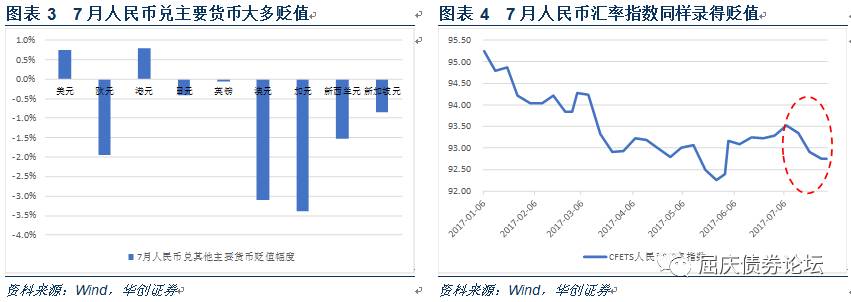 图表 3 7月人民币兑主要货币大多贬值
1.0%
0.5%
0.0%
-0.5%
-1.0%
-1.5%
-2.0%
-2.5%
-3.0%
-3.5%
-4.0%
美元 欧元 港元 日元 英镑 澳元 加元 新西兰元 新加坡元
7月人民币兑其他主要货币贬值幅度
资料来源：Wind，华创证券
图表 4 7月人民币汇率指数同样录得贬值
95.50
95.00
94.50
94.00
93.50
93.00
92.50
92.00
2017-01-06 2017-02-06 2017-03-06 2017-04-06 2017-05-06 2017-06-06 2017-07-06
CFETS人民 指数
屈庆债券论坛
资料来源：Wind，华创证券